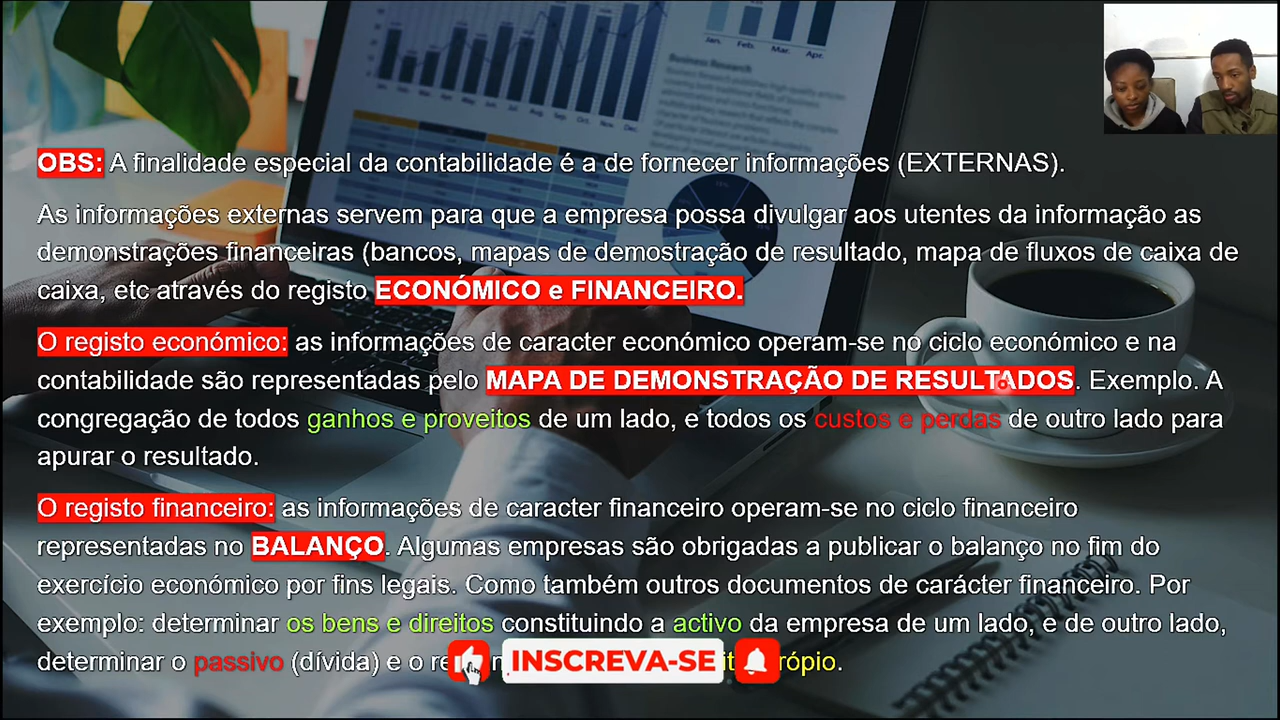 Jan. Feb. Mar. Apr.
Business Research
OBS: A finalidade especial da contabilidade é a de fornecer informações (EXTERNAS).
As informações externas servem para que a empresa possa divulgar aos utentes da informação as
demonstrações financeiras (bancos, mapas de demostração de resultado, mapa de fluxos de caixa de
caixa, etc através do registo ECONÓMICO e FINANCEIRO.
O registo económico: as informações de caracter económico operam-se no ciclo económico e na
contabilidade são representadas pelo MAPA DE DEMONSTRAÇÃO DE RESULTADOS. Exemplo. A
congregação de todos ganhos e proveitos de um lado, e todos os custos e perdas de outro lado para
apurar o resultado.
O registo financeiro: as informações de caracter financeiro operam-se no ciclo financeiro
representadas no BALANÇO. Algumas empresas são obrigadas a publicar o balanço no fim do
exercício económico por fins legais. Como também outros documentos de carácter financeiro. Por
exemplo: determinar os bens e direitos constituindo a activo da empresa de um lado, e de outro lado,
determinar o passivo (dívida) e o rópio.
INSCREVA-SE